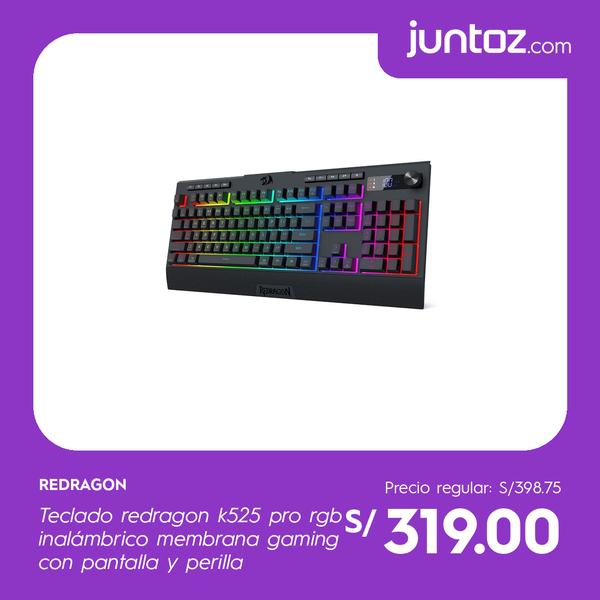 juntoz.com
REDRAGON
REDRAGON
Teclado redragon k525 pro rgb
inalámbrico membrana gaming
con pantalla y perilla
Precio regular: S/398.75
S/ 319.00